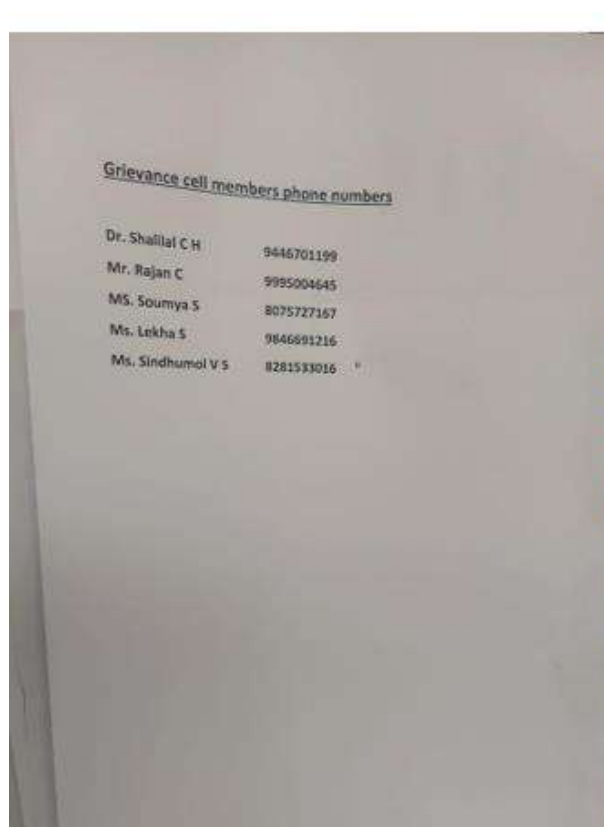 Grievance cell members phone numbers
Dr. Shalilal C H 9446701199
Mr. Rajan C 9995004645
MS. Soumya S 8075727167
Ms. Lekha S 9846691216
Ms. Sindhumol V S 8281533016